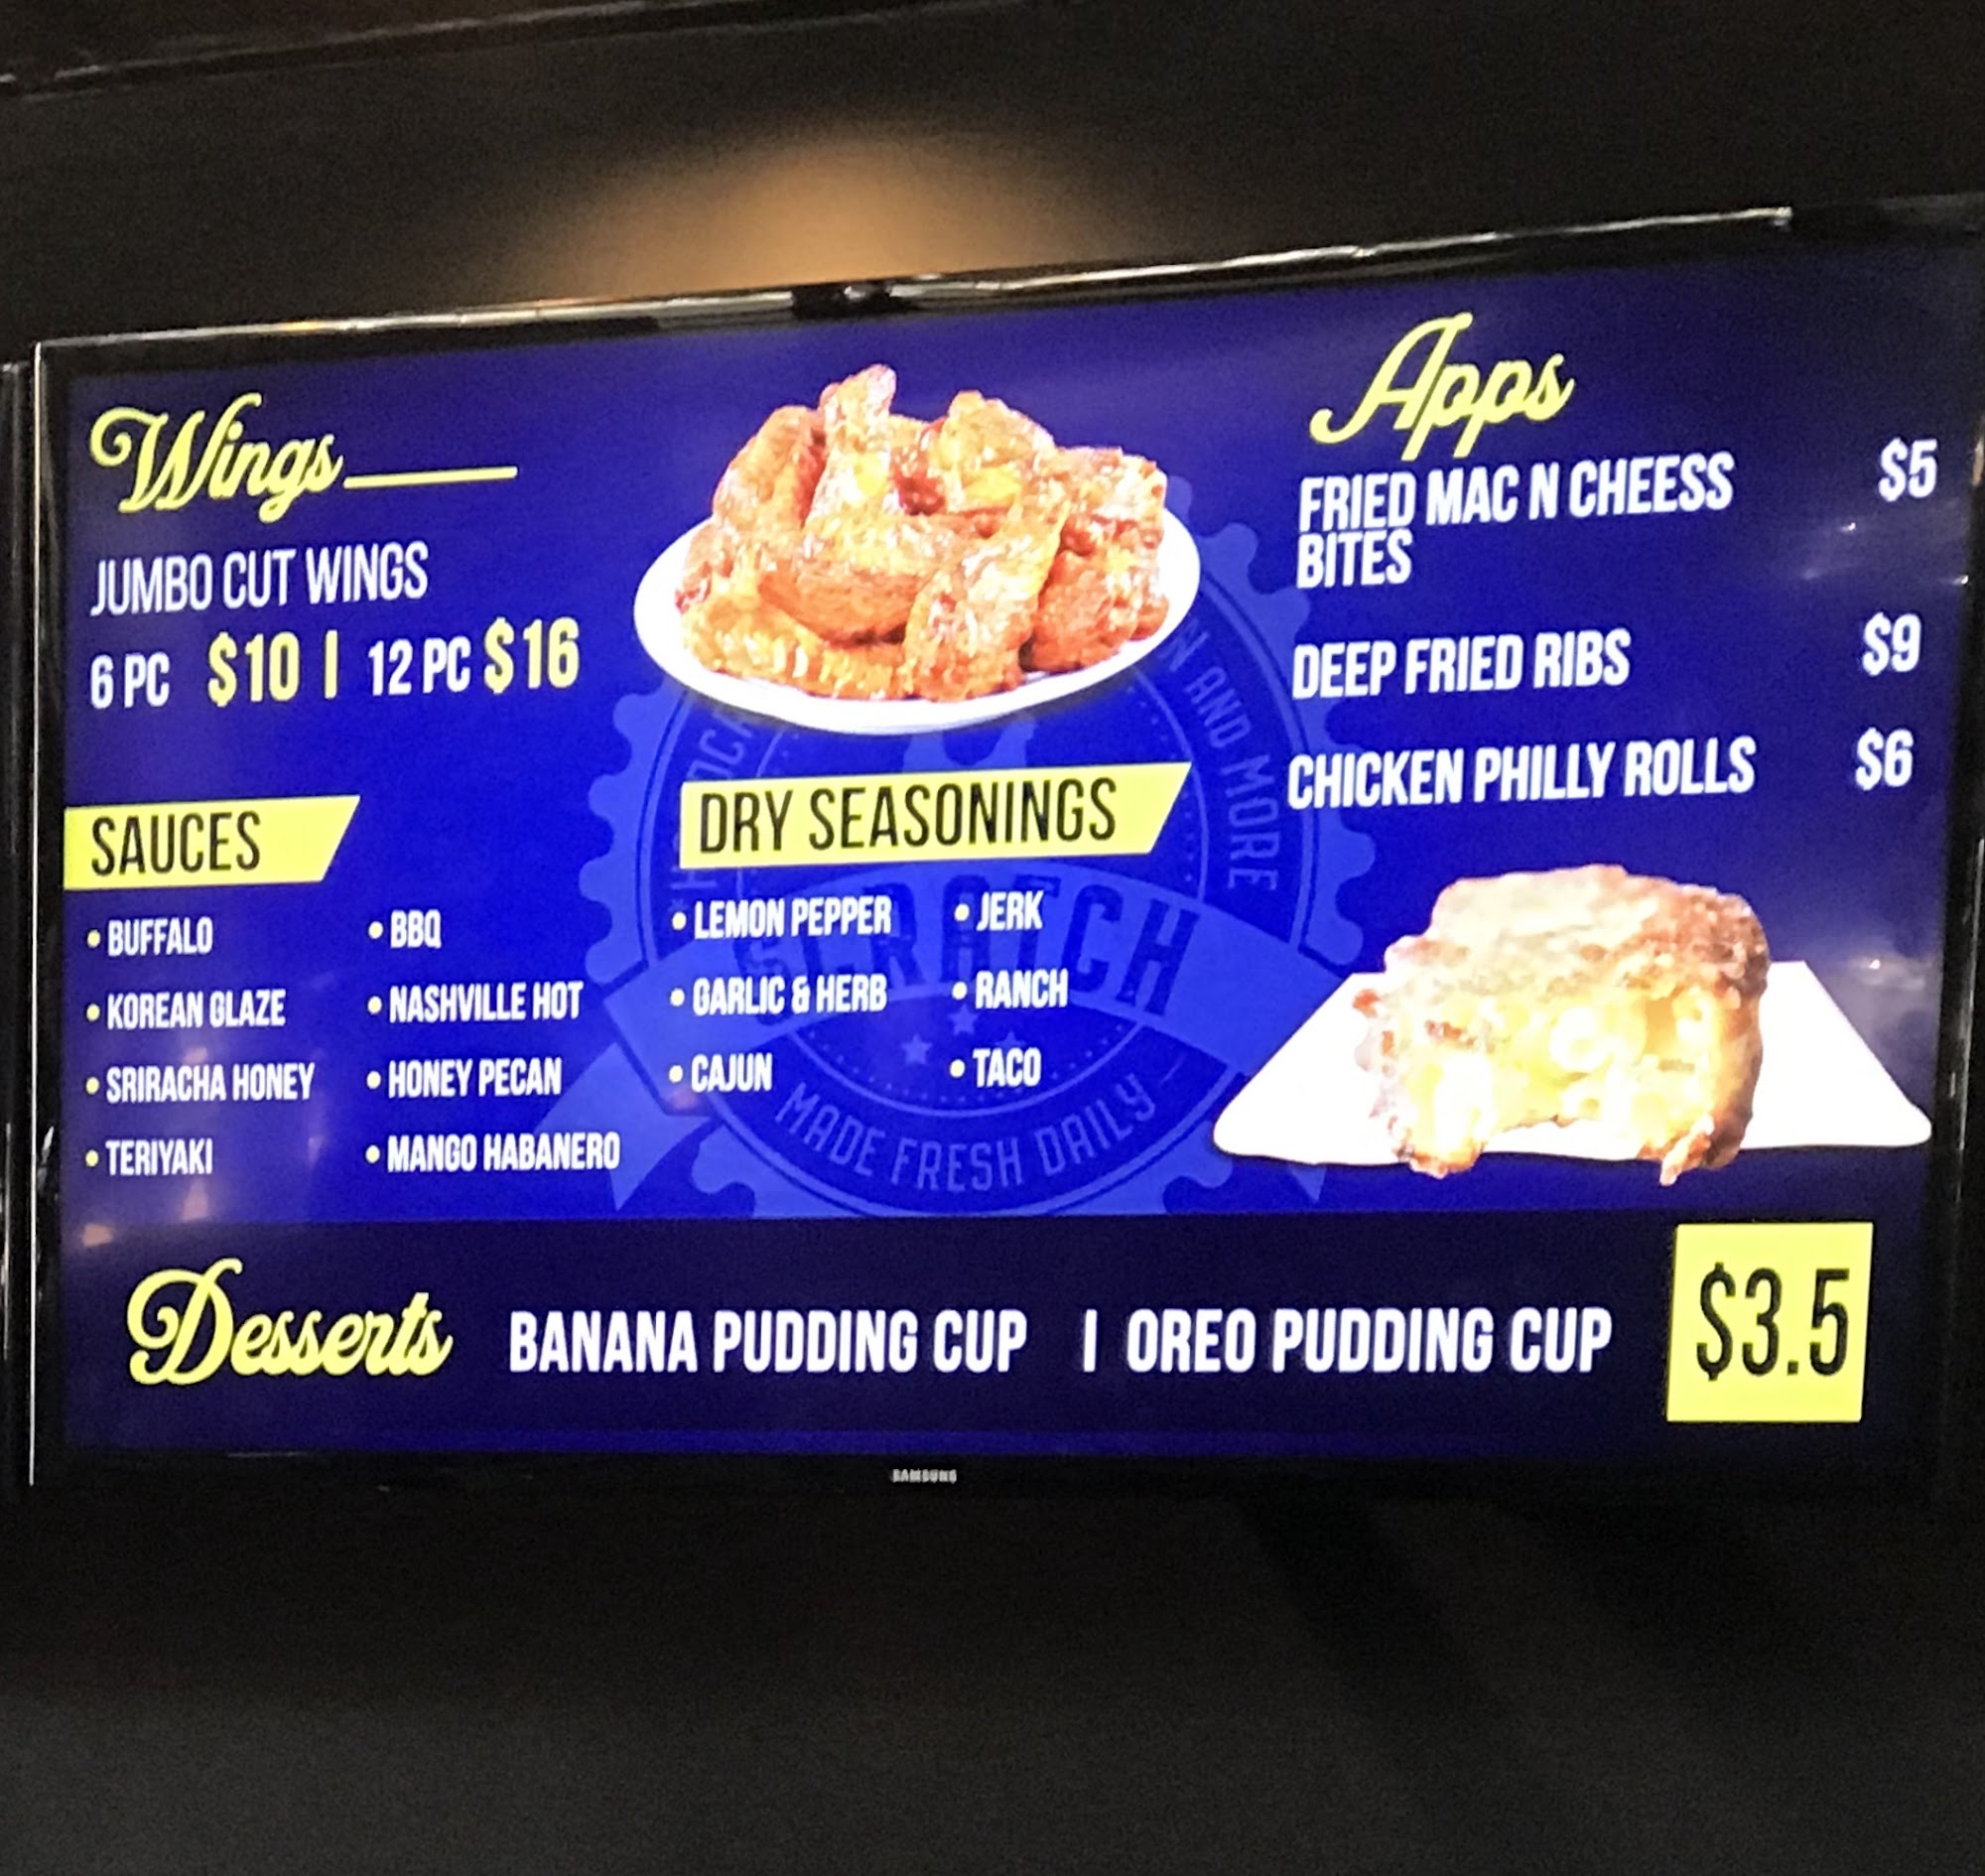 Wings
JUMBO CUT WINGS
6 PC $10 | 12 PC $16
SAUCES
• BUFFALO
• KOREAN GLAZE
• SRIRACHA HONEY
• TERIYAKI
• BBQ
• NASHVILLE HOT
• HONEY PECAN
• MANGO HABANERO
DRY SEASONINGS
• LEMON PEPPER
• GARLIC & HERB
• CAJUN
• JERK
• RANCH
• TACO
Apps
FRIED MAC N CHEESS $5
BITES
DEEP FRIED RIBS $9
CHICKEN PHILLY ROLLS $6
AND MORE
SCRATCH
MADE FRESH DAILY
Desserts BANANA PUDDING CUP | OREO PUDDING CUP $3.5
SAMSUNG